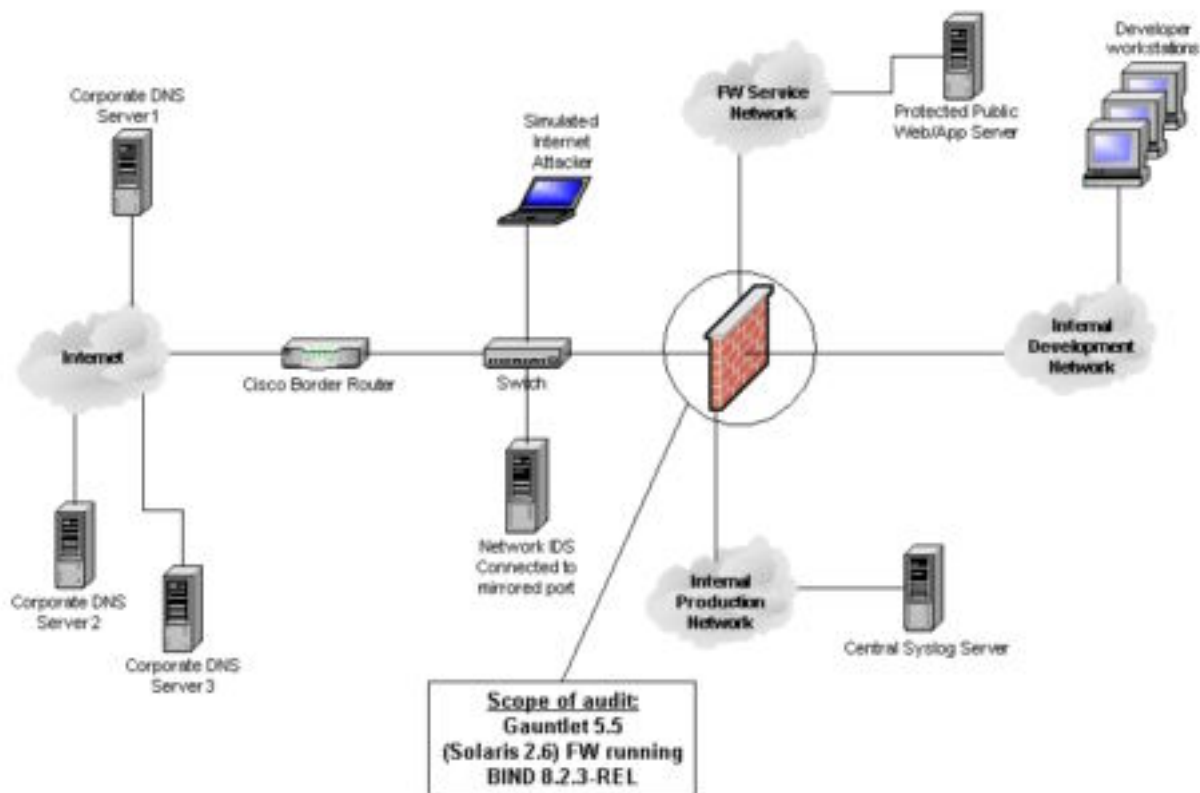 Corporate DNS
Server 1
Simulated
Internet
Attacker
FW Service
Network
Protected Public
Web/App Server
Developer
workstations
Internet
Cisco Border Router
Switch
Internal
Development
Network
Corporate DNS
Server 2
Corporate DNS
Server 3
Network IDS
Connected to
mirrored port
Internal
Production
Network
Central Syslog Server
Scope of audit:
Gauntlet 5.5
(Solaris 2.6) FW running
BIND 8.2.3-REL